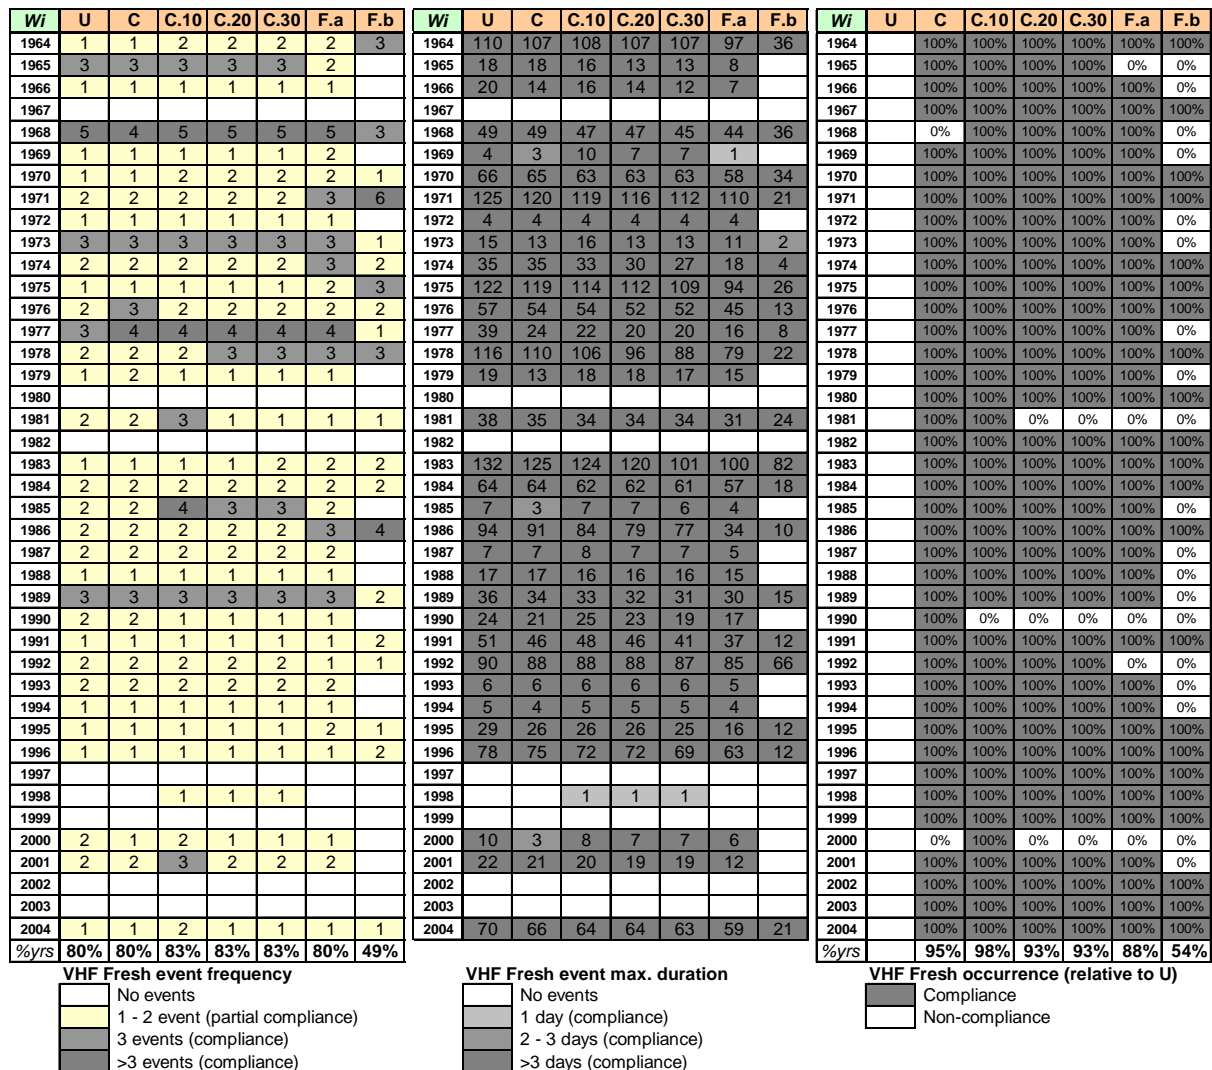 Wi U C C.10 C.20 C.30 F.a F.b
1964 1 1 2 2 2 2 3
1965 3 3 3 3 3 2
1966 1 1 1 1 1 1
1967
1968 5 4 5 5 5 5 3
1969 1 1 1 1 1 2
1970 1 1 2 2 2 2 1
1971 2 2 2 2 2 3 6
1972 1 1 1 1 1 1
1973 3 3 3 3 3 3 1
1974 2 2 2 2 2 3 2
1975 1 1 1 1 1 2 3
1976 2 3 2 2 2 2 2
1977 3 4 4 4 4 4 1
1978 2 2 2 3 3 3 3
1979 1 2 1 1 1 1
1980
1981 2 2 3 1 1 1 1
1982
1983 1 1 1 1 2 2 2
1984 2 2 2 2 2 2 2
1985 2 2 4 3 3 2
1986 2 2 2 2 2 3 4
1987 2 2 2 2 2 2
1988 1 1 1 1 1 1
1989 3 3 3 3 3 3 2
1990 2 2 1 1 1 1
1991 1 1 1 1 1 1 2
1992 2 2 2 2 2 1 1
1993 2 2 2 2 2 2
1994 1 1 1 1 1 1
1995 1 1 1 1 1 2 1
1996 1 1 1 1 1 1 2
1997
1998 1 1 1
1999
2000 2 1 2 1 1 1
2001 2 2 3 2 2 2
2002
2003
2004 1 1 2 1 1 1 1
%yrs 80% 80% 83% 83% 83% 80% 49%
VHF Fresh event frequency
No events
1 - 2 event (partial compliance)
3 events (compliance)
>3 events (compliance)
Wi U C C.10 C.20 C.30 F.a F.b
1964 110 107 108 107 107 97 36
1965 18 18 16 13 13 8
1966 20 14 16 14 12 7
1967
1968 49 49 47 47 45 44 36
1969 4 3 10 7 7 1
1970 66 65 63 63 63 58 34
1971 125 120 119 116 112 110 21
1972 4 4 4 4 4 4
1973 15 13 16 13 13 11 2
1974 35 35 33 30 27 18 4
1975 122 119 114 112 109 94 26
1976 57 54 54 52 52 45 13
1977 39 24 22 20 20 16 8
1978 116 110 106 96 88 79 22
1979 19 13 18 18 17 15
1980
1981 38 35 34 34 34 31 24
1982
1983 132 125 124 120 101 100 82
1984 64 64 62 62 61 57 18
1985 7 3 7 7 6 4
1986 94 91 84 79 77 34 10
1987 7 7 8 7 7 5
1988 17 17 16 16 16 15
1989 36 34 33 32 31 30 15
1990 24 21 25 23 19 17
1991 51 46 48 46 41 37 12
1992 90 88 88 88 87 85 66
1993 6 6 6 6 6 5
1994 5 4 5 5 5 4
1995 29 26 26 26 25 16 12
1996 78 75 72 72 69 63 12
1997
1998 1 1 1
1999
2000 10 3 8 7 7 6
2001 22 21 20 19 19 12
2002
2003
2004 70 66 64 64 63 59 21
VHF Fresh event max. duration
No events
1 day (compliance)
2 - 3 days (compliance)
>3 days (compliance)
Wi U C C.10 C.20 C.30 F.a F.b
1964 100% 100% 100% 100% 100% 100%
1965 100% 100% 100% 100% 0% 0%
1966 100% 100% 100% 100% 100% 0%
1967 100% 100% 100% 100% 100% 100%
1968 0% 100% 100% 100% 100% 0%
1969 100% 100% 100% 100% 100% 0%
1970 100% 100% 100% 100% 100% 100%
1971 100% 100% 100% 100% 100% 100%
1972 100% 100% 100% 100% 100% 0%
1973 100% 100% 100% 100% 100% 0%
1974 100% 100% 100% 100% 100% 100%
1975 100% 100% 100% 100% 100% 100%
1976 100% 100% 100% 100% 100% 100%
1977 100% 100% 100% 100% 100% 0%
1978 100% 100% 100% 100% 100% 100%
1979 100% 100% 100% 100% 100% 0%
1980 100% 100% 100% 100% 100% 100%
1981 100% 100% 0% 0% 0% 0%
1982 100% 100% 100% 100% 100% 100%
1983 100% 100% 100% 100% 100% 100%
1984 100% 100% 100% 100% 100% 100%
1985 100% 100% 100% 100% 100% 0%
1986 100% 100% 100% 100% 100% 100%
1987 100% 100% 100% 100% 100% 0%
1988 100% 100% 100% 100% 100% 0%
1989 100% 100% 100% 100% 100% 0%
1990 100% 0% 0% 0% 0% 0%
1991 100% 100% 100% 100% 100% 100%
1992 100% 100% 100% 100% 0% 0%
1993 100% 100% 100% 100% 100% 0%
1994 100% 100% 100% 100% 100% 0%
1995 100% 100% 100% 100% 100% 100%
1996 100% 100% 100% 100% 100% 100%
1997 100% 100% 100% 100% 100% 100%
1998 100% 100% 100% 100% 100% 100%
1999 100% 100% 100% 100% 100% 100%
2000 0% 100% 0% 0% 0% 0%
2001 100% 100% 100% 100% 100% 0%
2002 100% 100% 100% 100% 100% 100%
2003 100% 100% 100% 100% 100% 100%
2004 100% 100% 100% 100% 100% 100%
%yrs 95% 98% 93% 93% 88% 54%
VHF Fresh occurrence (relative to U)
Compliance
Non-compliance